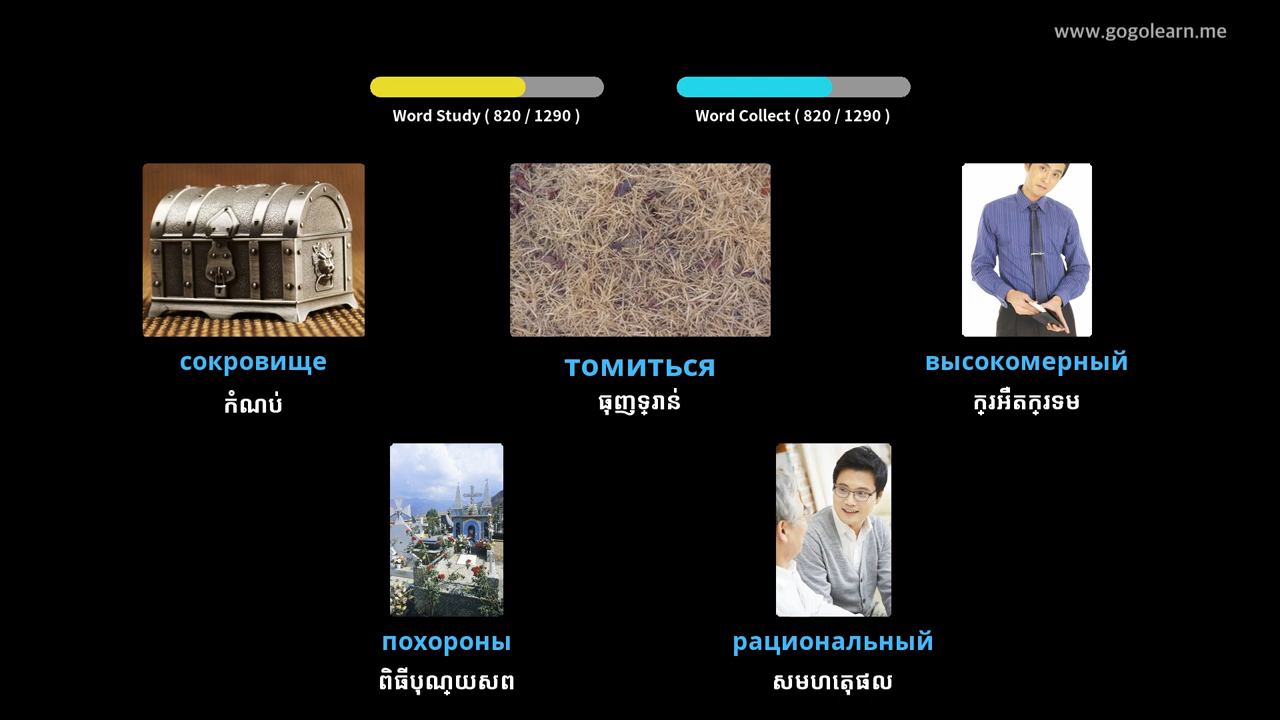 www.gogolearn.me
Word Study ( 820 / 1290 )
Word Collect ( 820 / 1290 )
сокровище
កំណប់
томиться
ធុញទ្រាន់
высокомерный
ក្រអឺតក្រទម
похороны
ពិធីបុណ្យសព
рациональный
សមហេតុផល